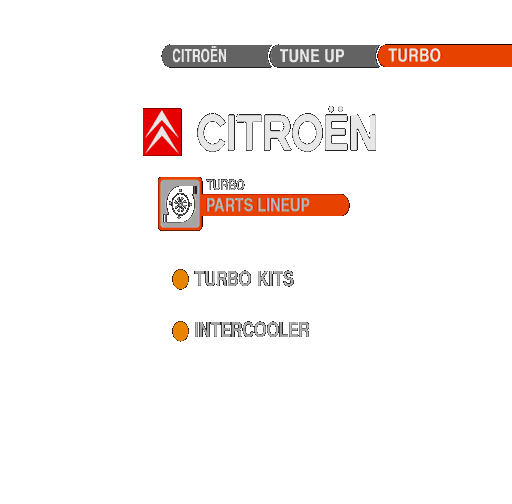 CITROËN TUNE UP TURBO
CITROËN
TURBO
PARTS LINEUP
TURBO KITS
INTERCOOLER